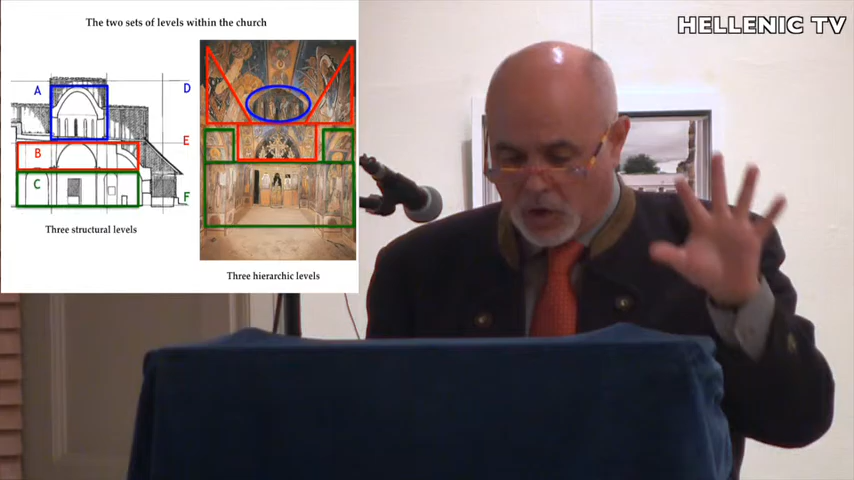 HELLENIC TV
The two sets of levels within the church
A
B
C
D
E
F
Three structural levels
Three hierarchic levels